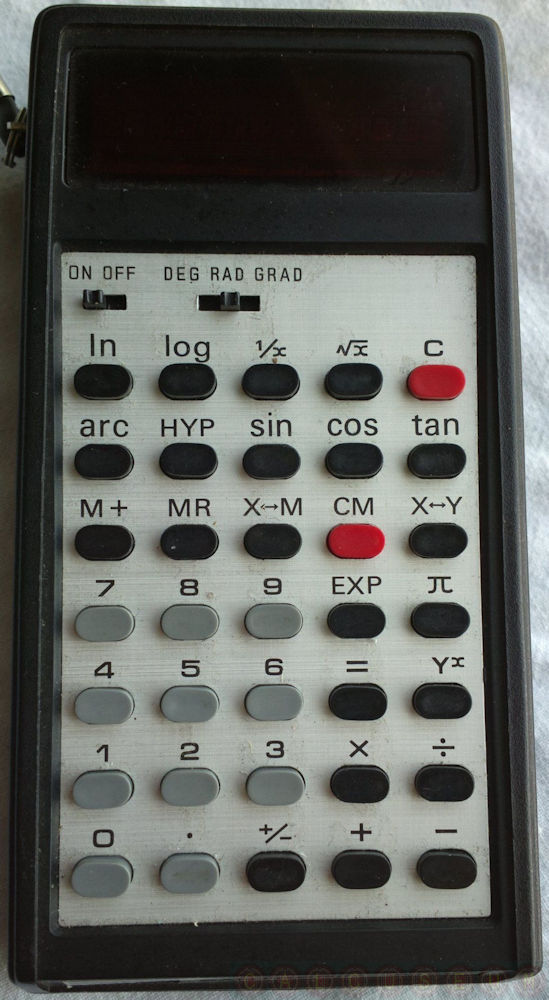 ON OFF DEG RAD GRAD
ln log 1/x √x C
arc HYP sin cos tan
M+ MR X↔M CM X↔Y
7 8 9 EXP π
4 5 6 = Yˣ
1 2 3 × ÷
0 . +/− + −